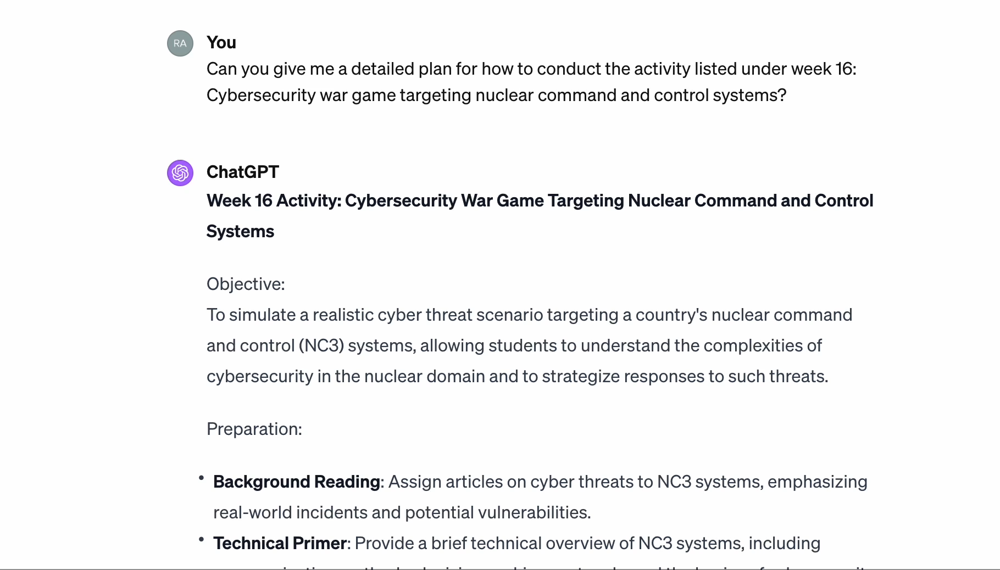 RA
You
Can you give me a detailed plan for how to conduct the activity listed under week 16:
Cybersecurity war game targeting nuclear command and control systems?
ChatGPT
Week 16 Activity: Cybersecurity War Game Targeting Nuclear Command and Control
Systems
Objective:
To simulate a realistic cyber threat scenario targeting a country's nuclear command
and control (NC3) systems, allowing students to understand the complexities of
cybersecurity in the nuclear domain and to strategize responses to such threats.
Preparation:
• Background Reading: Assign articles on cyber threats to NC3 systems, emphasizing
real-world incidents and potential vulnerabilities.
• Technical Primer: Provide a brief technical overview of NC3 systems, including